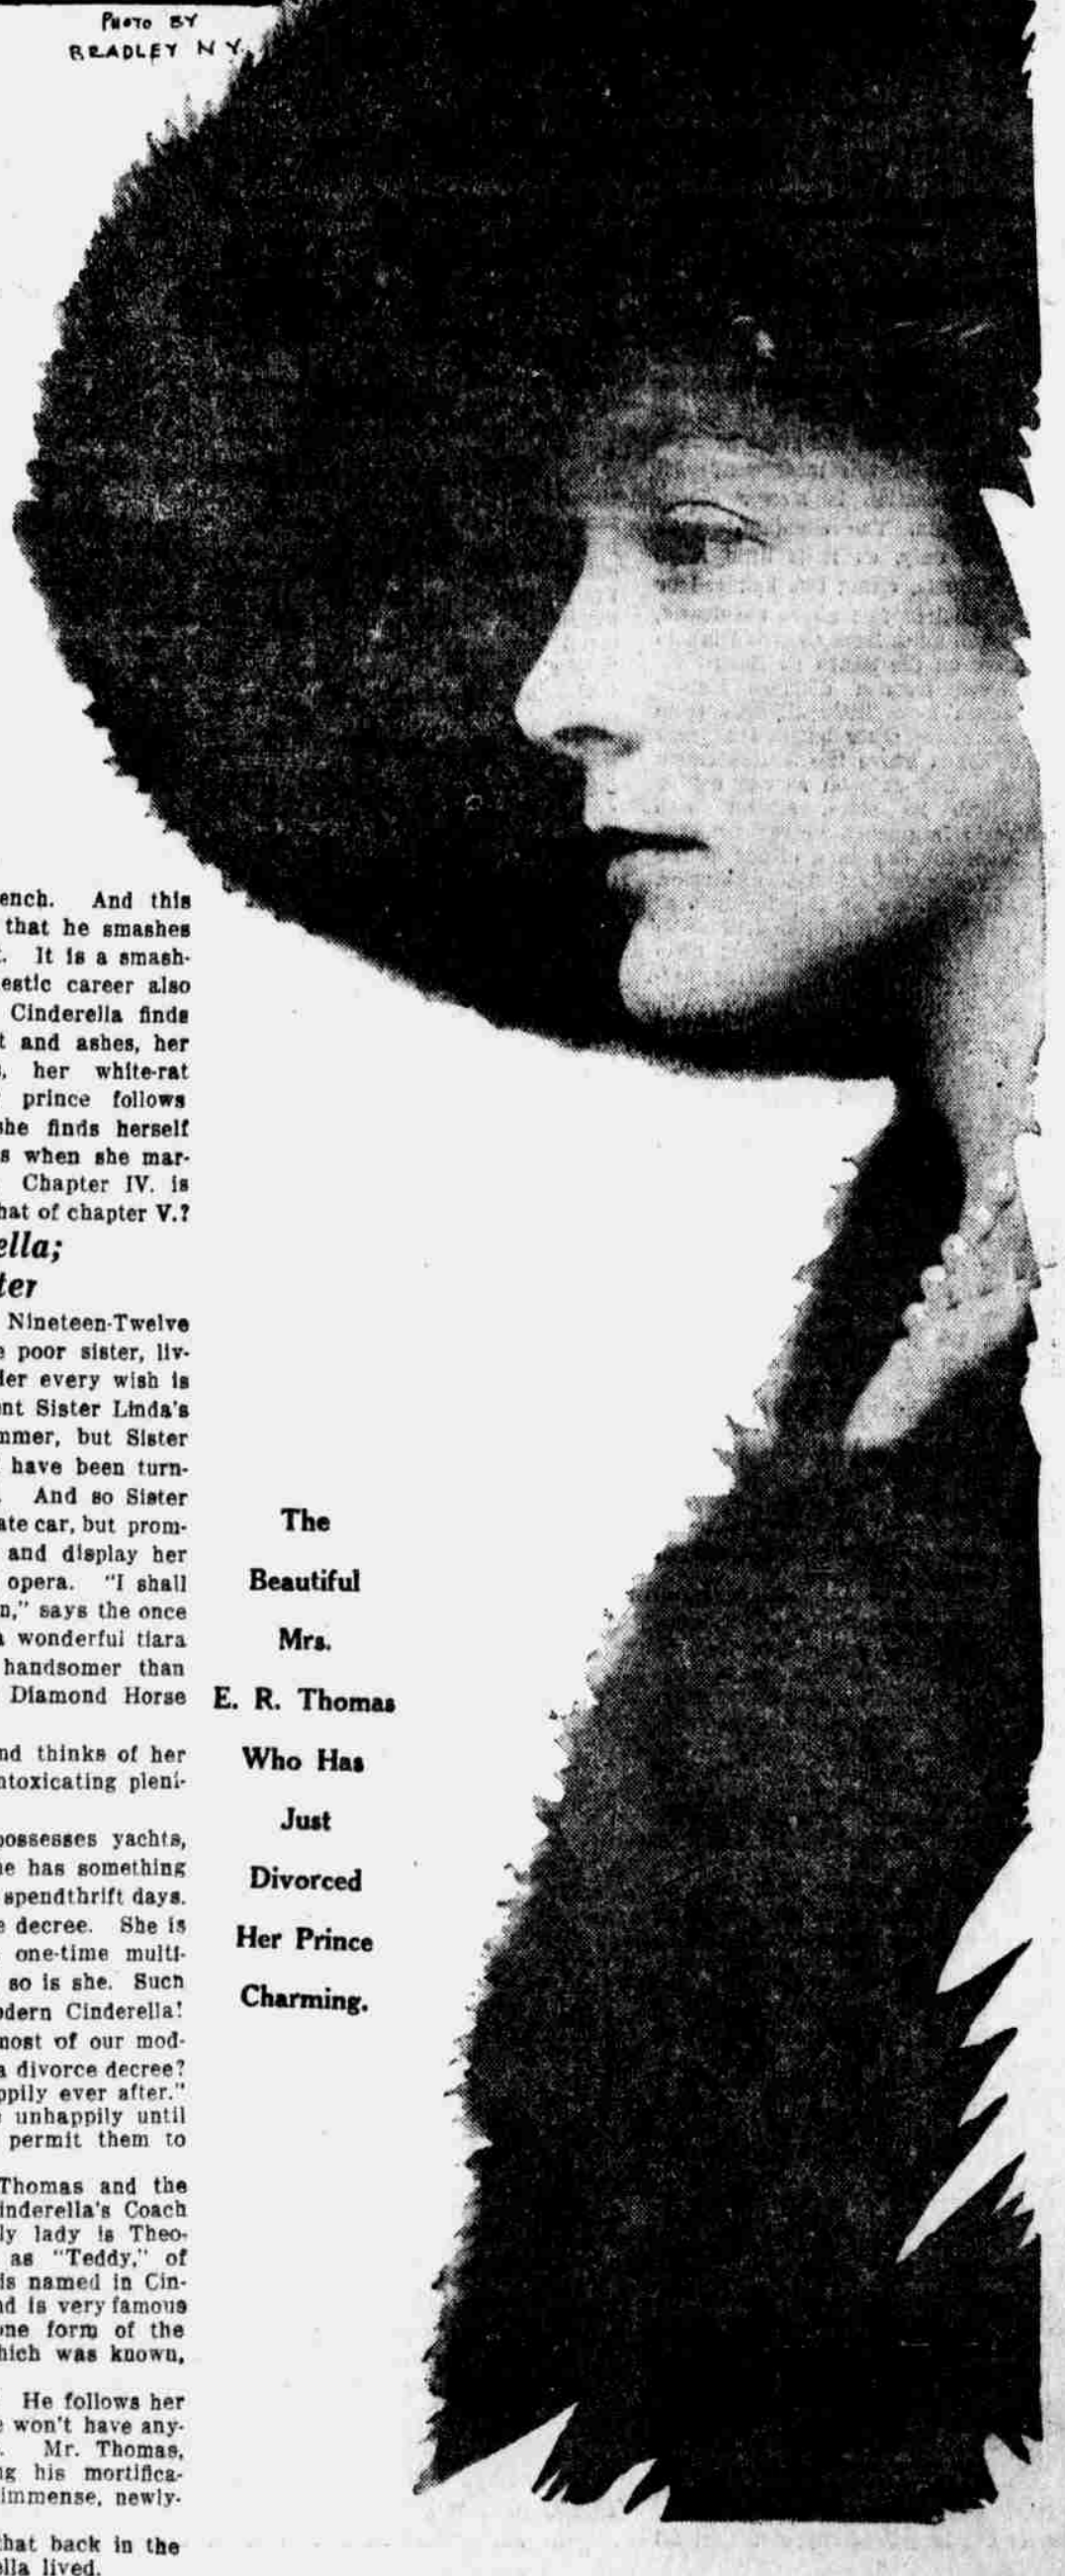 PHOTO BY
BRADLEY N Y.
ench. And this
that he smashes
. It is a smash-
estic career also
Cinderella finds
t and ashes, her
s, her white-rat
prince follows
she finds herself
s when she mar-
Chapter IV. is
hat of chapter V.?
ella;
ter
Nineteen-Twelve
e poor sister, liv-
Her every wish is
nt Sister Linda's
mmer, but Sister
have been turn-
. And so Sister
ate car, but prom-
and display her
opera. "I shall
n," says the once
a wonderful tiara
handsomer than
Diamond Horse
nd thinks of her
ntoxicating pleni-
possesses yachts,
he has something
spendthrift days.
e decree. She is
one-time multi-
so is she. Such
odern Cinderella!
most of our mod-
a divorce decree?
ppily ever after."
e unhappily until
permit them to
Thomas and the
inderella's Coach
ly lady is Theo-
as "Teddy," of
is named in Cin-
nd is very famous
one form of the
hich was known,
He follows her
e won't have any-
. Mr. Thomas,
ng his mortifica-
immense, newly-
that back in the
ella lived.
The
Beautiful
Mrs.
E. R. Thomas
Who Has
Just
Divorced
Her Prince
Charming.